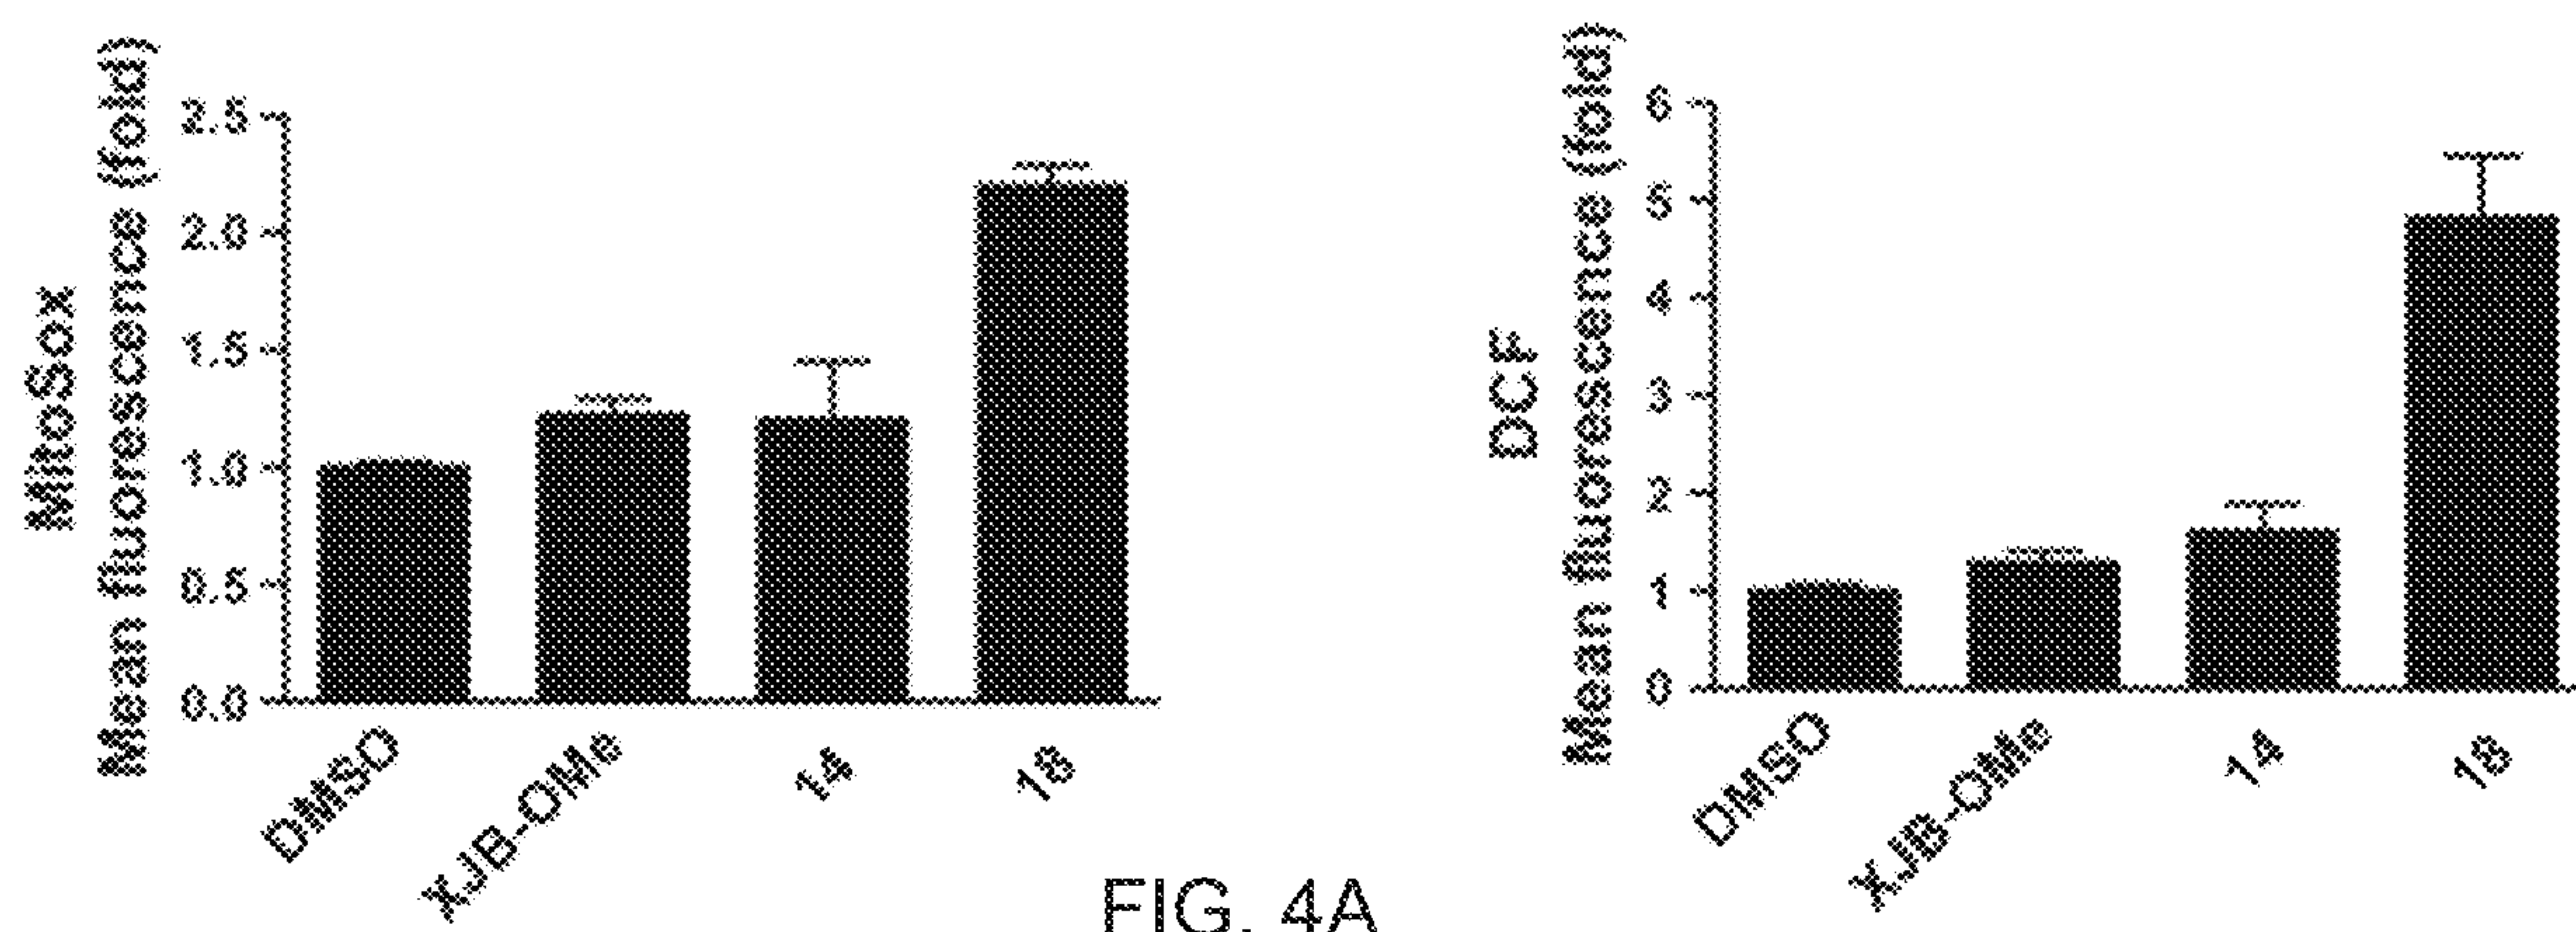 MitoSox
Mean fluorescence (fold)
2.5
2.0
1.5
1.0
0.5
0.0
DMSO
XJB-OMe
14
18
DCF
Mean fluorescence (fold)
6
5
4
3
2
1
0
DMSO
XJB-OMe
14
18
FIG. 4A